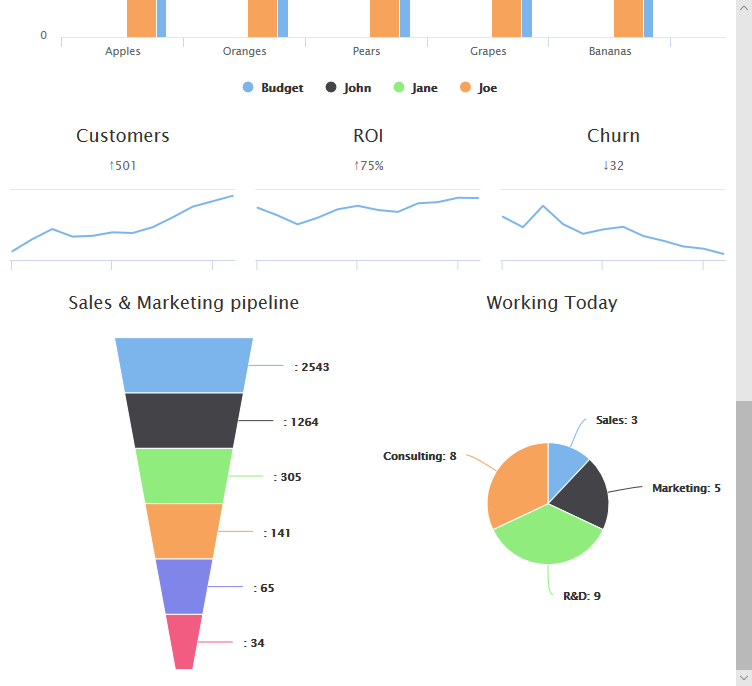 0
Apples Oranges Pears Grapes Bananas
Budget John Jane Joe
Customers ROI Churn
↑501 ↑75% ↓32
Sales & Marketing pipeline Working Today
: 2543
: 1264
: 305
: 141
: 65
: 34
Sales: 3
Consulting: 8
Marketing: 5
R&D: 9